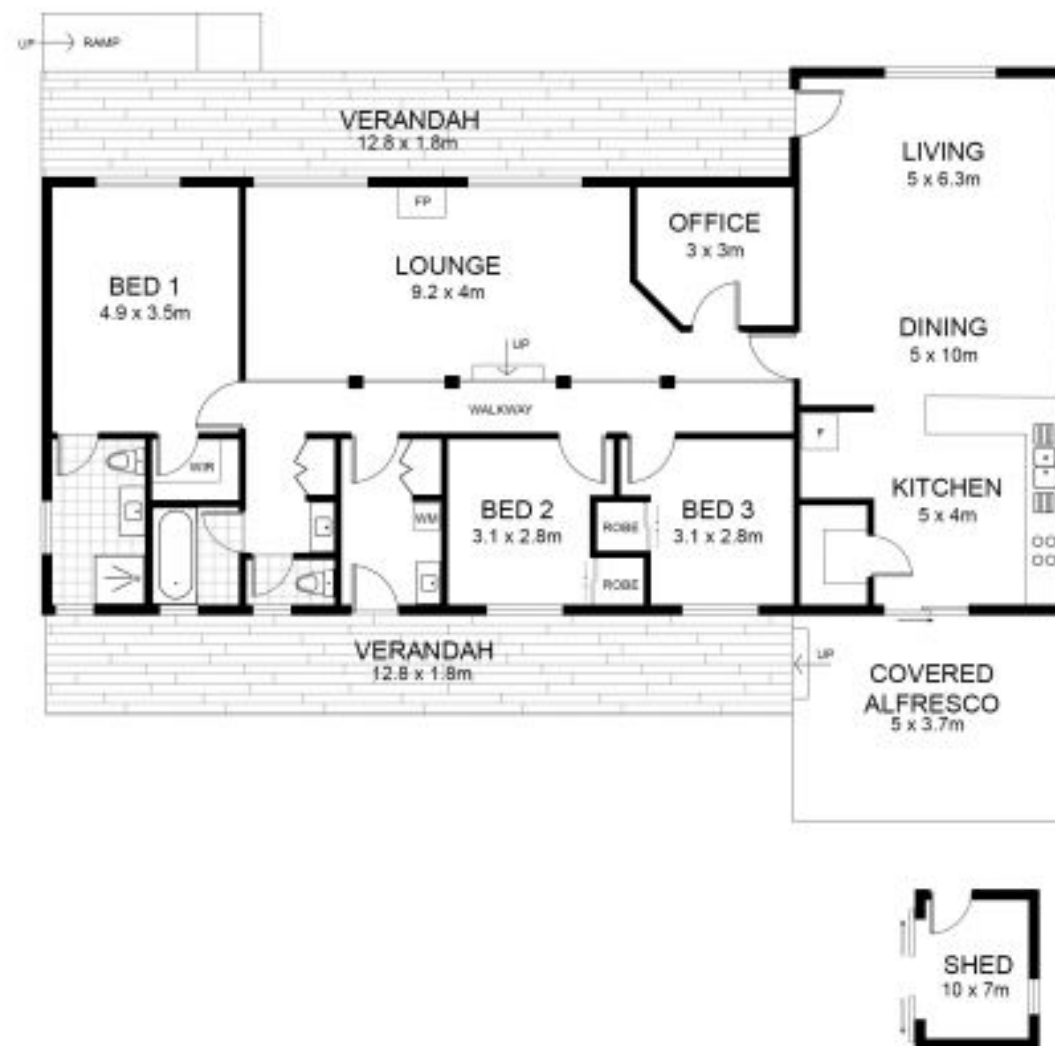 UP
RAMP
VERANDAH
12.8 x 1.8m
LIVING
5 x 6.3m
FP
OFFICE
3 x 3m
LOUNGE
9.2 x 4m
BED 1
4.9 x 3.5m
DINING
5 x 10m
UP
WALKWAY
F
WIR
KITCHEN
5 x 4m
BED 2
3.1 x 2.8m
BED 3
3.1 x 2.8m
WM
ROBE
ROBE
VERANDAH
12.8 x 1.8m
UP
COVERED
ALFRESCO
5 x 3.7m
SHED
10 x 7m